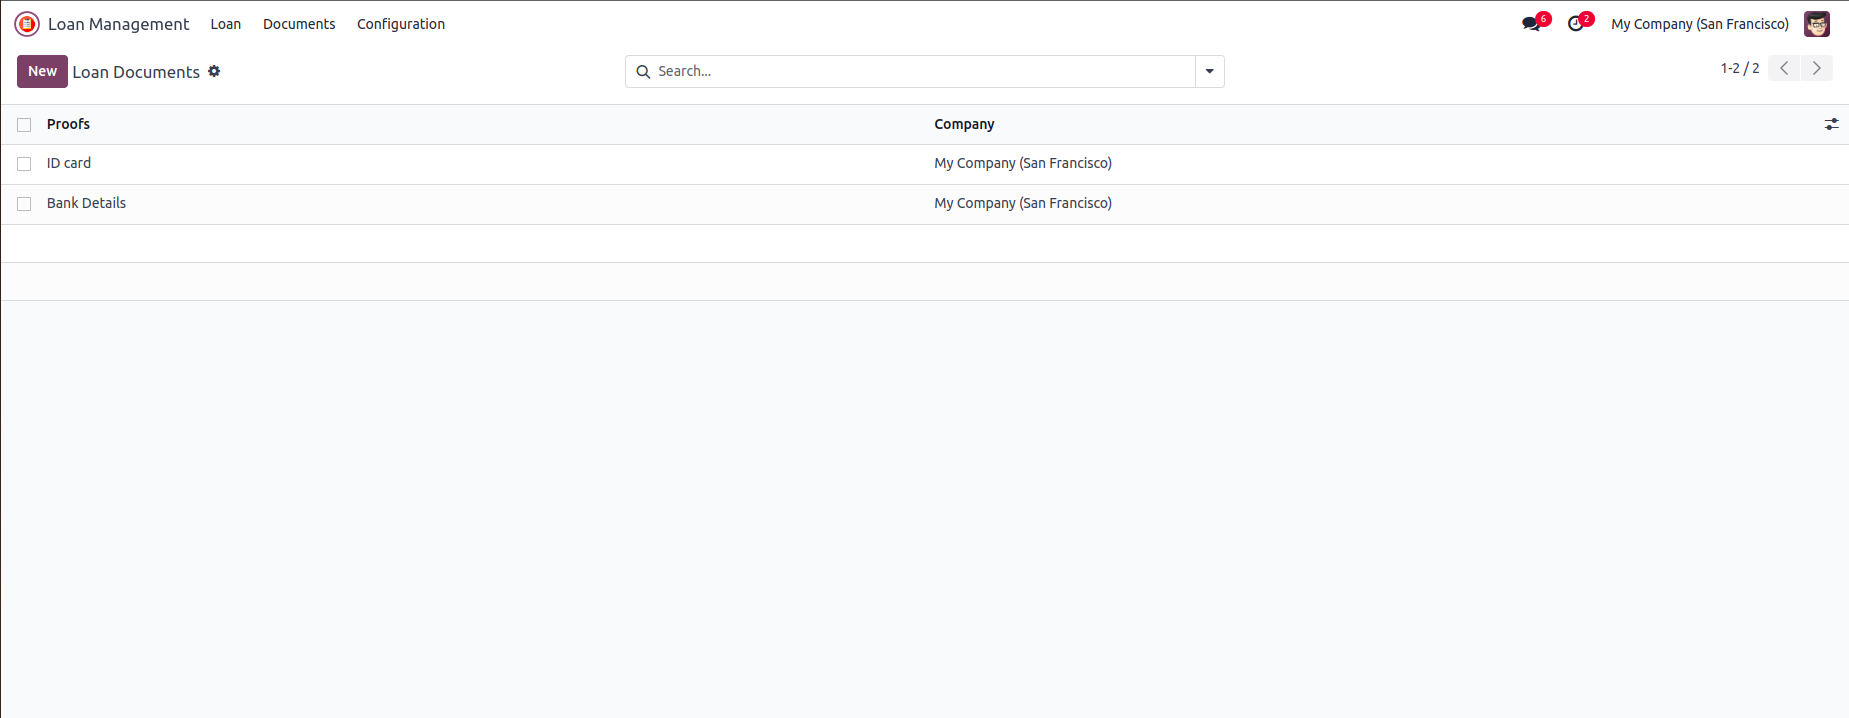 Loan Management Loan Documents Configuration 6 2 My Company (San Francisco)
New Loan Documents Search... 1-2 / 2
Proofs Company
ID card My Company (San Francisco)
Bank Details My Company (San Francisco)